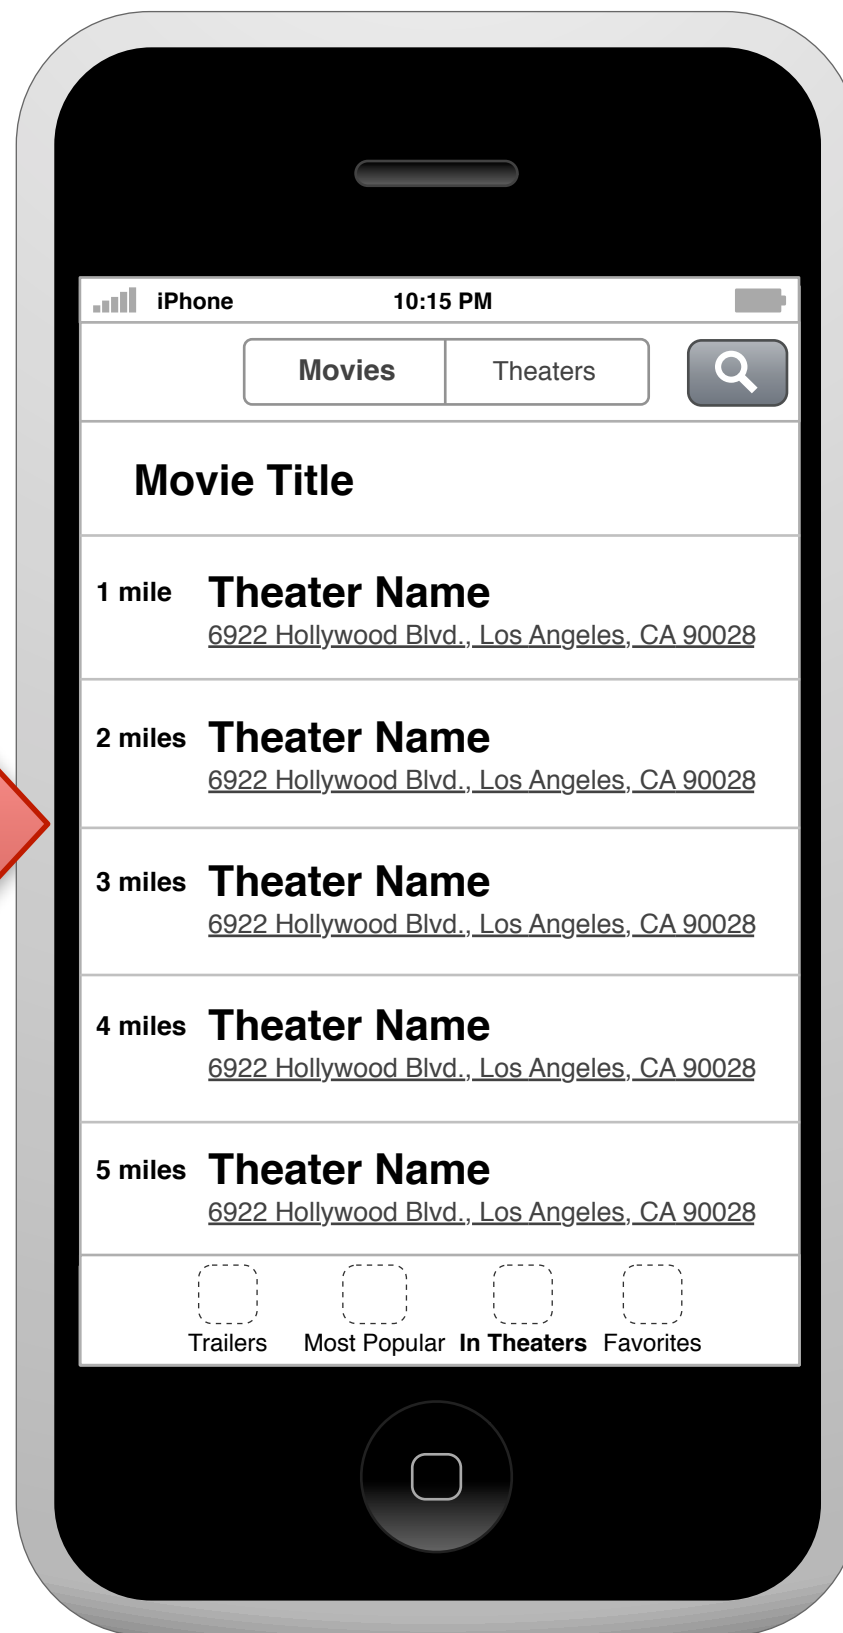 iPhone 10:15 PM
Movies Theaters
Movie Title
1 mile Theater Name
6922 Hollywood Blvd., Los Angeles, CA 90028
2 miles Theater Name
6922 Hollywood Blvd., Los Angeles, CA 90028
3 miles Theater Name
6922 Hollywood Blvd., Los Angeles, CA 90028
4 miles Theater Name
6922 Hollywood Blvd., Los Angeles, CA 90028
5 miles Theater Name
6922 Hollywood Blvd., Los Angeles, CA 90028
Trailers Most Popular In Theaters Favorites